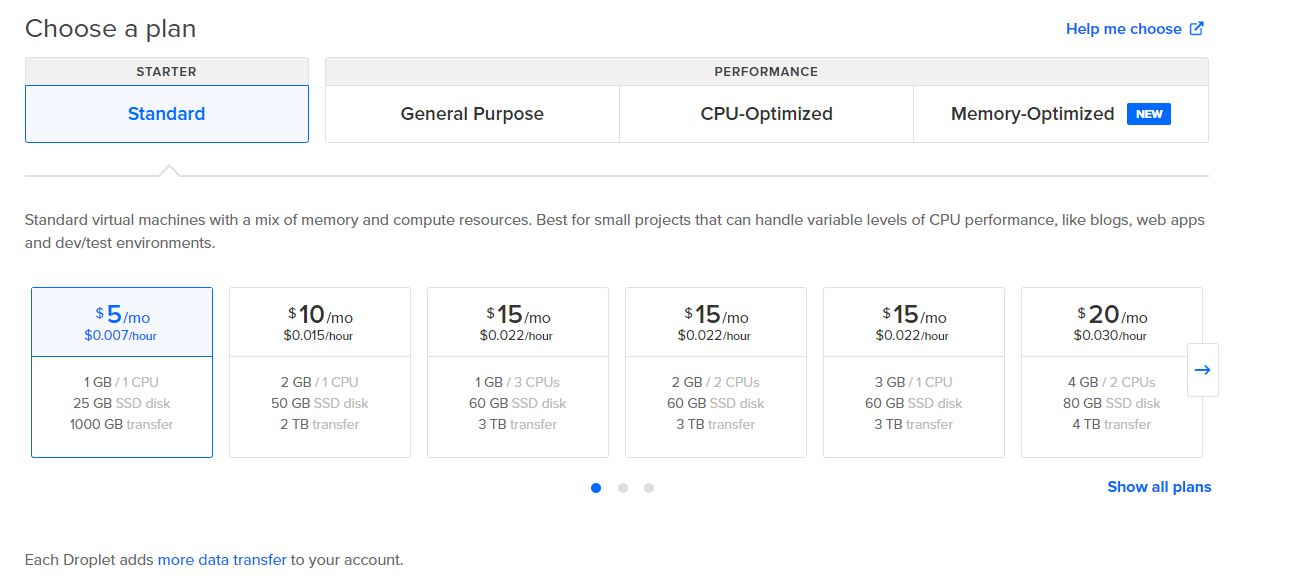 Choose a plan
Help me choose
STARTER
PERFORMANCE
Standard
General Purpose
CPU-Optimized
Memory-Optimized NEW
Standard virtual machines with a mix of memory and compute resources. Best for small projects that can handle variable levels of CPU performance, like blogs, web apps
and dev/test environments.
$5/mo
$0.007/hour
1 GB / 1 CPU
25 GB SSD disk
1000 GB transfer
$10/mo
$0.015/hour
2 GB / 1 CPU
50 GB SSD disk
2 TB transfer
$15/mo
$0.022/hour
1 GB / 3 CPUs
60 GB SSD disk
3 TB transfer
$15/mo
$0.022/hour
2 GB / 2 CPUs
60 GB SSD disk
3 TB transfer
$15/mo
$0.022/hour
3 GB / 1 CPU
60 GB SSD disk
3 TB transfer
$20/mo
$0.030/hour
4 GB / 2 CPUs
80 GB SSD disk
4 TB transfer
Show all plans
Each Droplet adds more data transfer to your account.